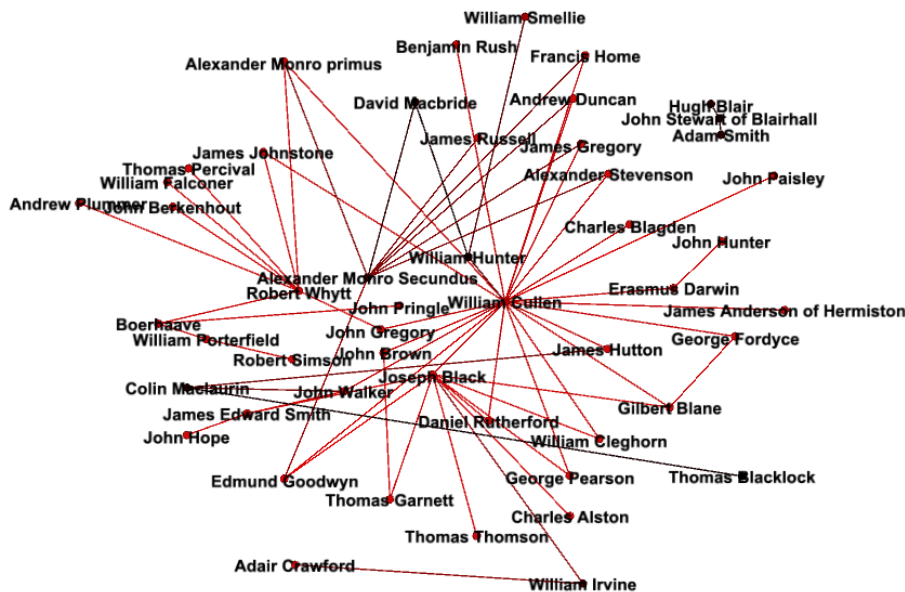 William Smellie
Benjamin Rush
Francis Home
Alexander Monro primus
David Macbride
Andrew Duncan
Hugh Blair
John Stewart of Blairhall
Adam Smith
James Russell
James Gregory
James Johnstone
Thomas Percival
William Falconer
Alexander Stevenson
John Paisley
Andrew Plummer
John Berkenhout
Charles Blagden
John Hunter
William Hunter
Alexander Monro Secundus
Robert Whytt
Erasmus Darwin
John Pringle
William Cullen
James Anderson of Hermiston
Boerhaave
John Gregory
William Porterfield
George Fordyce
Robert Simson
John Brown
James Hutton
Joseph Black
Colin Maclaurin
John Walker
James Edward Smith
Gilbert Blane
Daniel Rutherford
John Hope
William Cleghorn
Edmund Goodwyn
George Pearson
Thomas Blacklock
Thomas Garnett
Charles Alston
Thomas Thomson
Adair Crawford
William Irvine